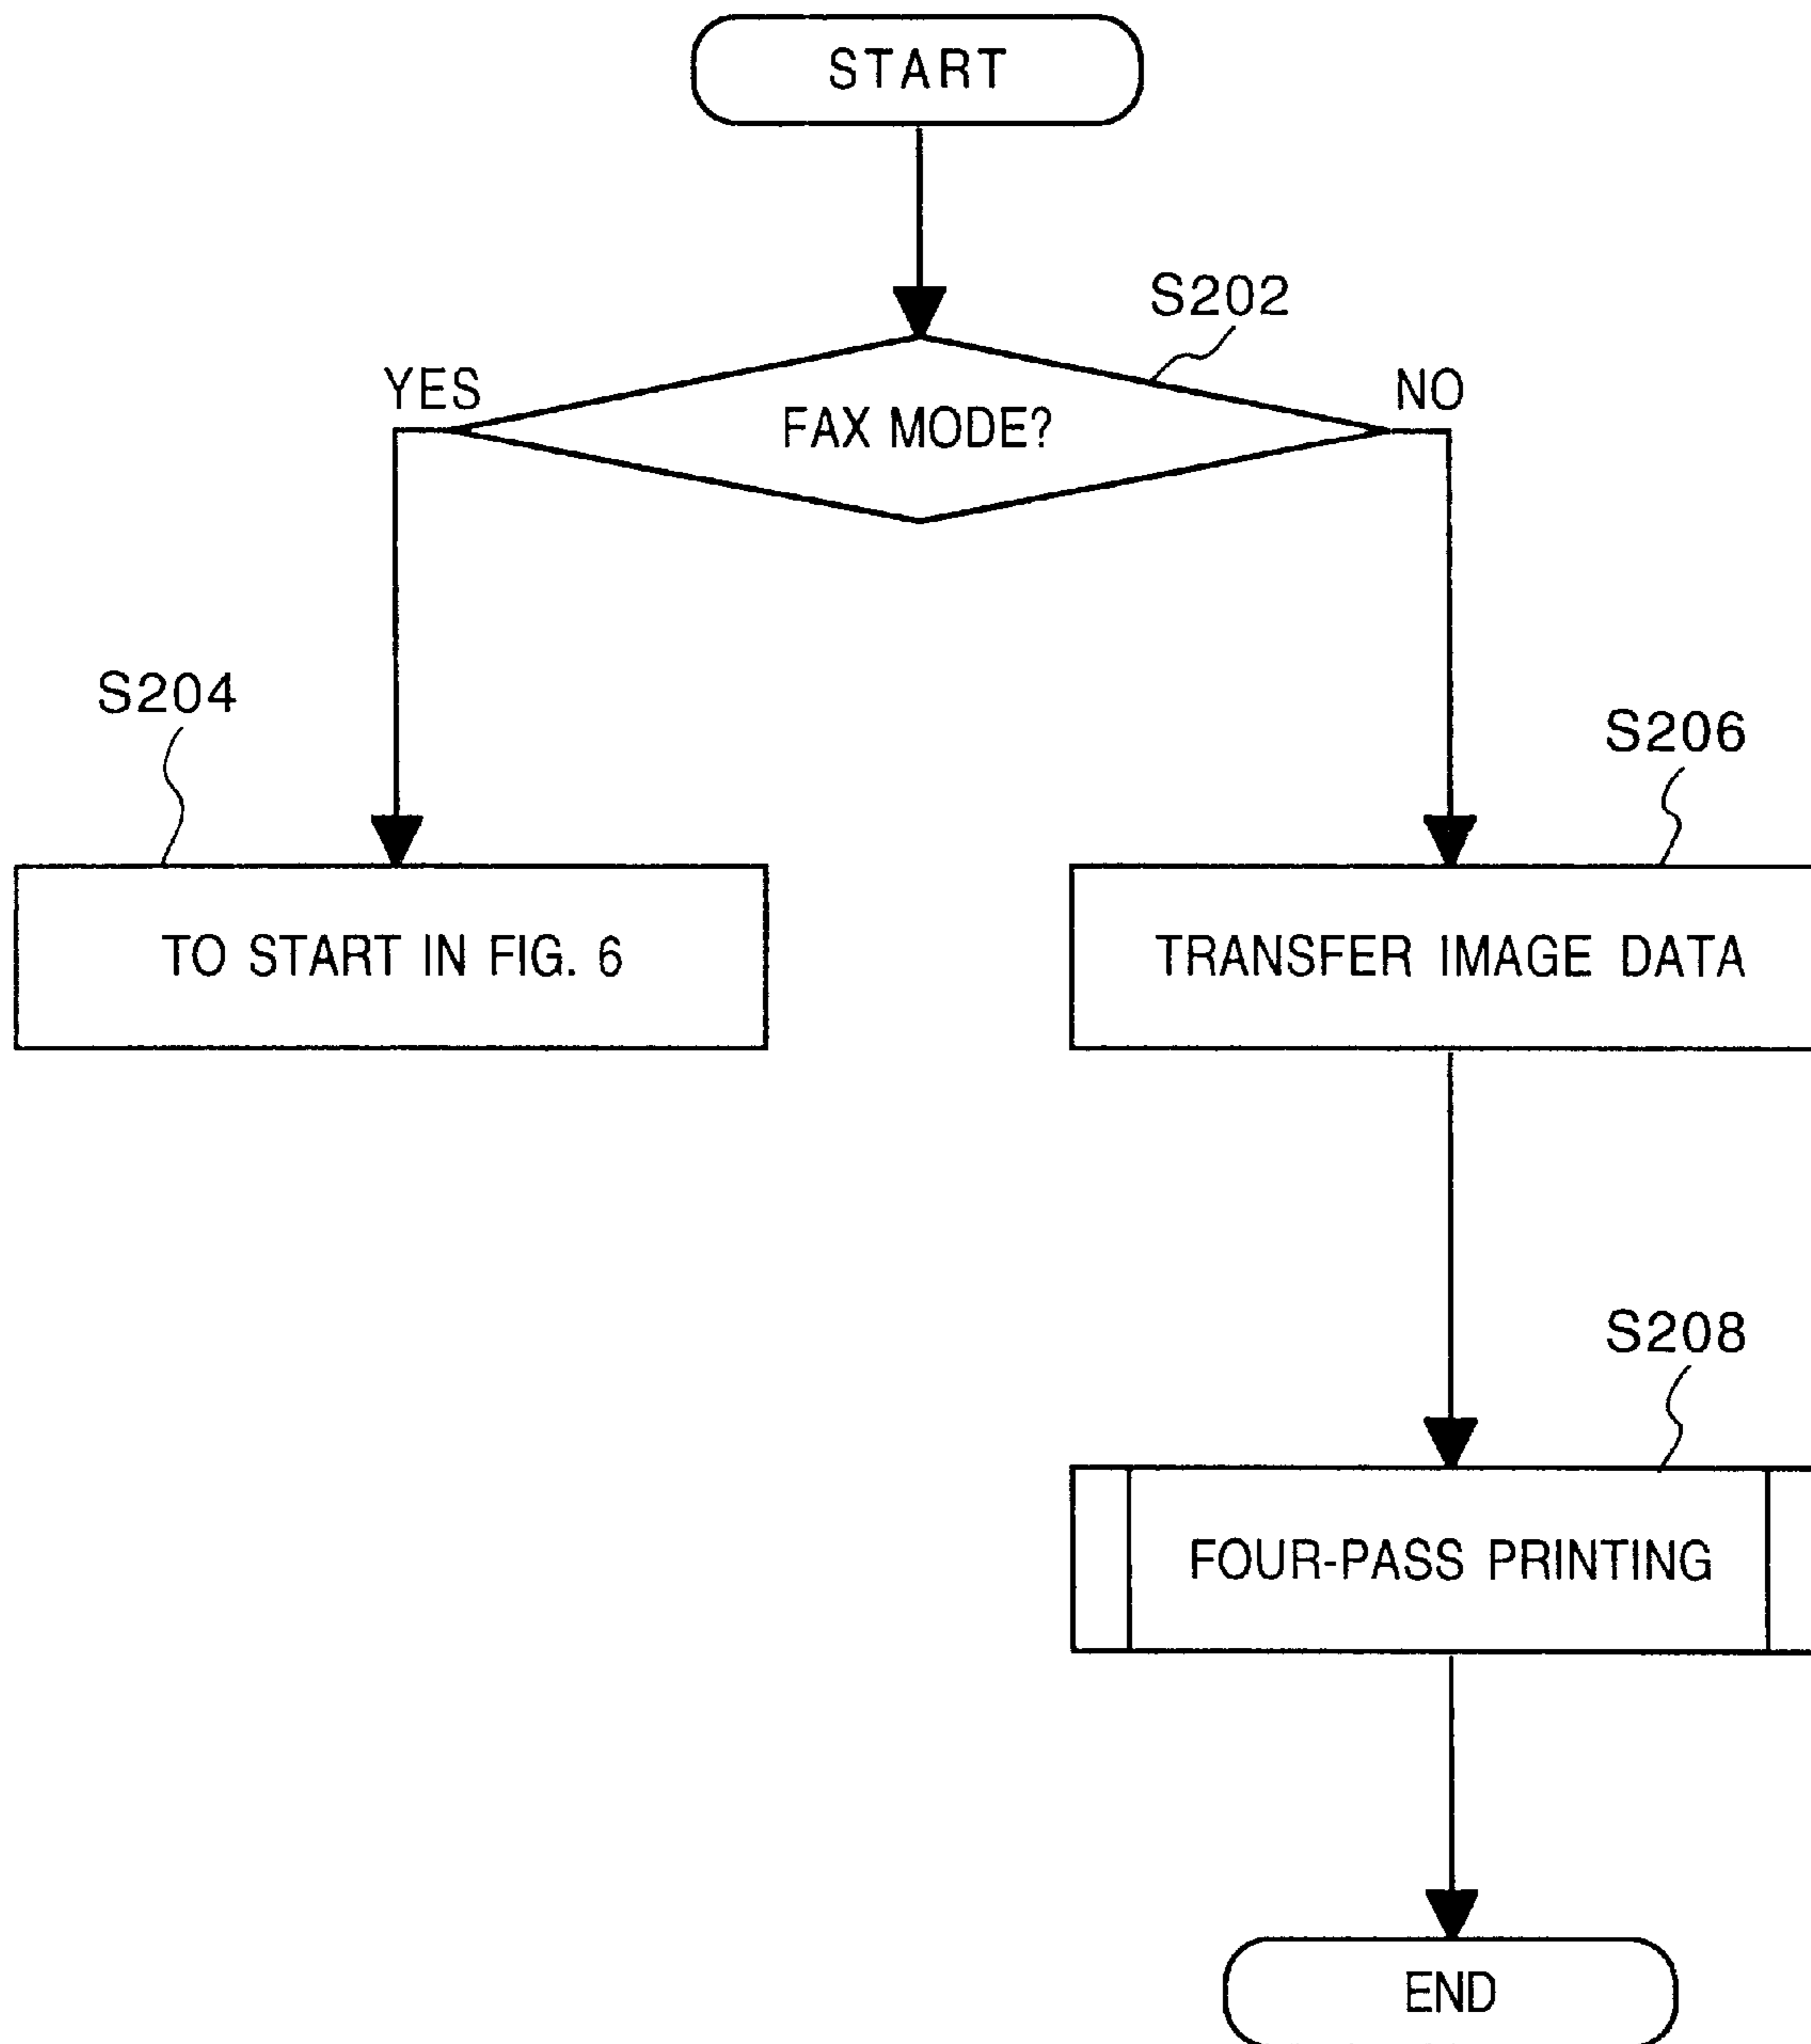 START
S202
YES
NO
FAX MODE?
S204
S206
TO START IN FIG. 6
TRANSFER IMAGE DATA
S208
FOUR-PASS PRINTING
END